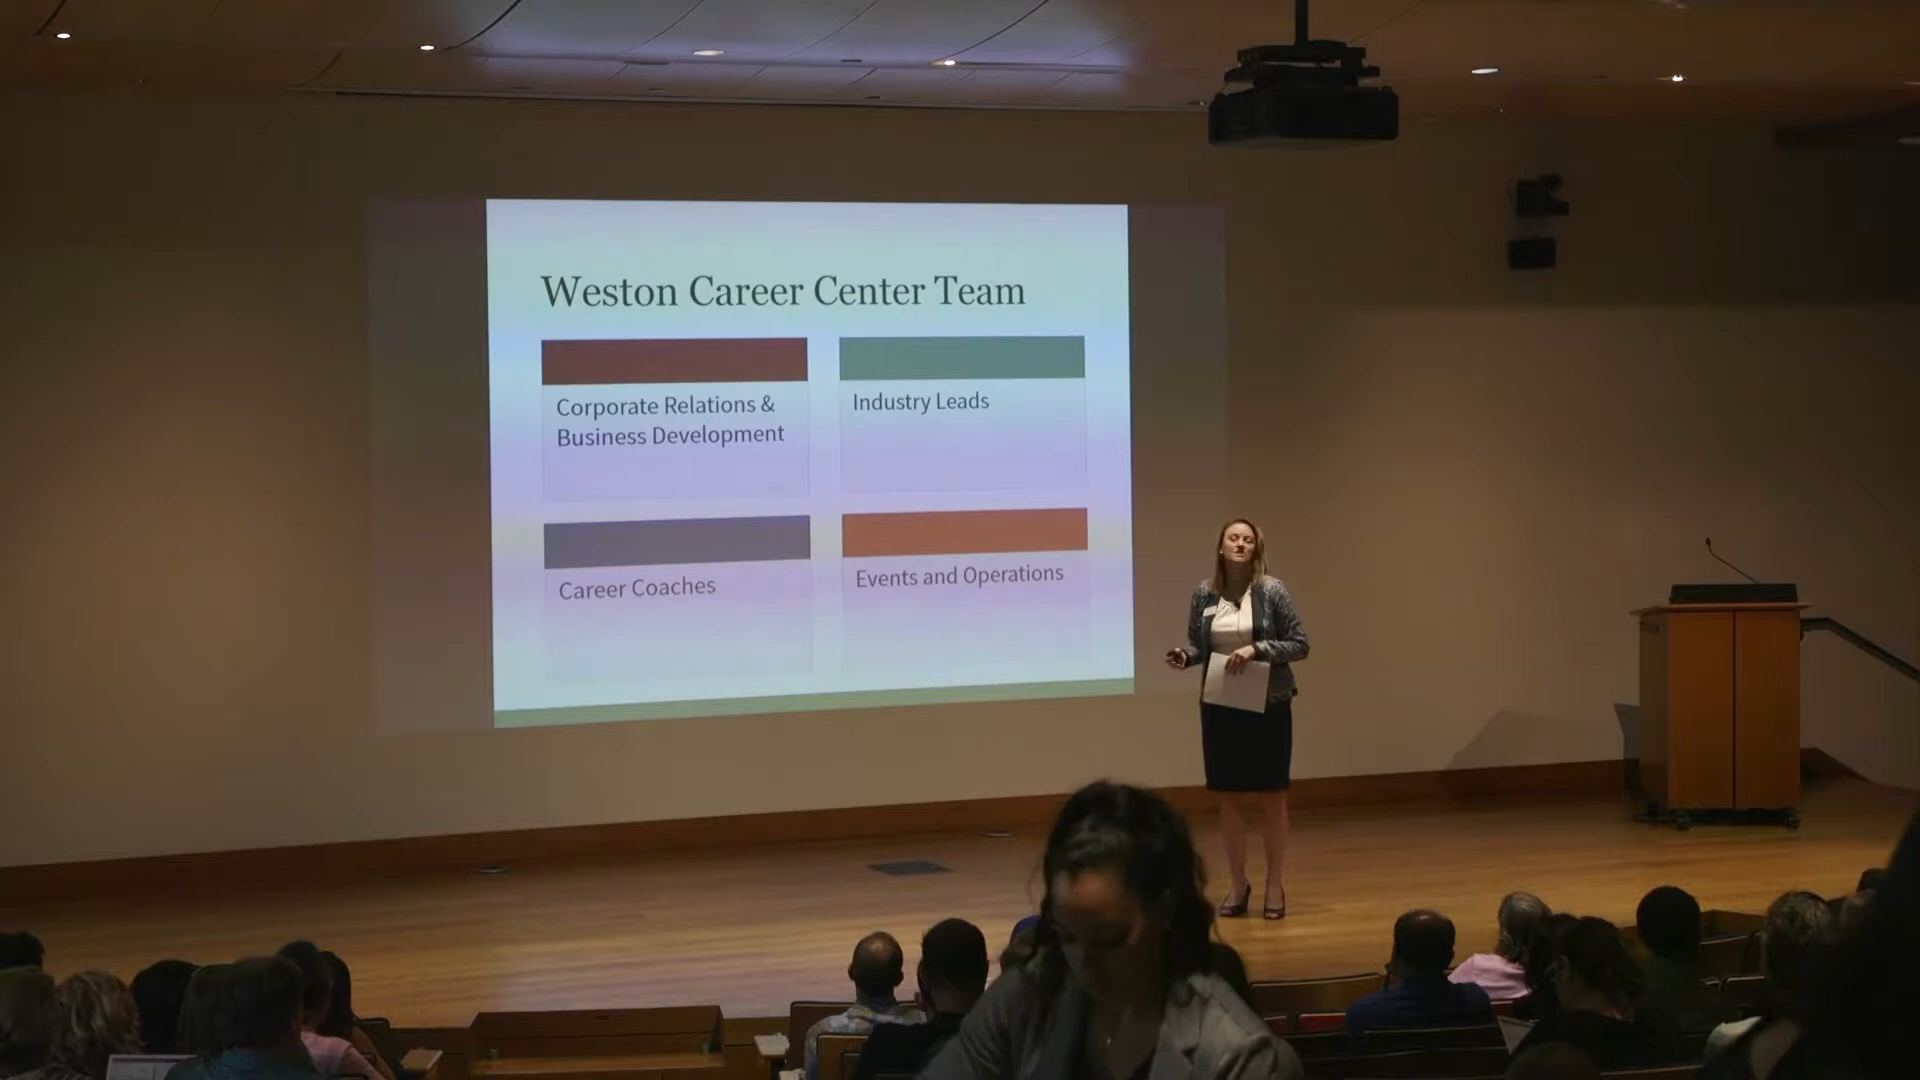 Weston Career Center Team
Corporate Relations &
Business Development
Industry Leads
Career Coaches
Events and Operations